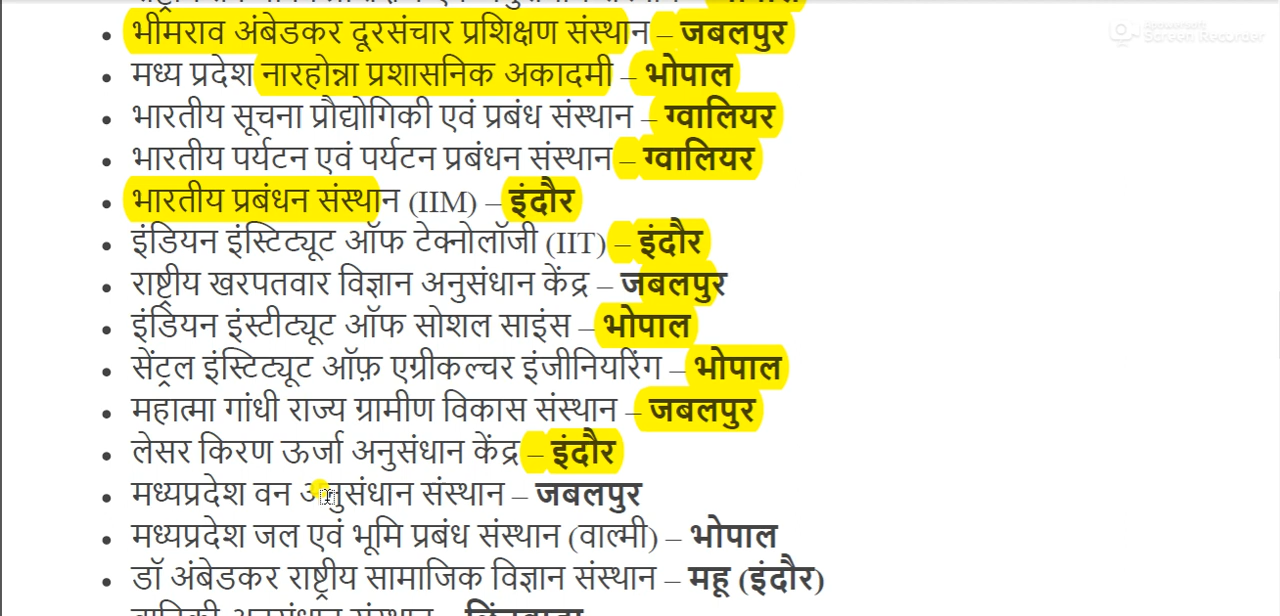 • भीमराव अंबेडकर दूरसंचार प्रशिक्षण संस्थान – जबलपुर
Apowersoft
Screen Recorder
• मध्य प्रदेश नारहोन्ना प्रशासनिक अकादमी – भोपाल
• भारतीय सूचना प्रौद्योगिकी एवं प्रबंध संस्थान – ग्वालियर
• भारतीय पर्यटन एवं पर्यटन प्रबंधन संस्थान – ग्वालियर
• भारतीय प्रबंधन संस्थान (IIM) – इंदौर
• इंडियन इंस्टिट्यूट ऑफ टेक्नोलॉजी (IIT) – इंदौर
• राष्ट्रीय खरपतवार विज्ञान अनुसंधान केंद्र – जबलपुर
• इंडियन इंस्टीट्यूट ऑफ सोशल साइंस – भोपाल
• सेंट्रल इंस्टिट्यूट ऑफ़ एग्रीकल्चर इंजीनियरिंग – भोपाल
• महात्मा गांधी राज्य ग्रामीण विकास संस्थान – जबलपुर
• लेसर किरण ऊर्जा अनुसंधान केंद्र – इंदौर
• मध्यप्रदेश वन अनुसंधान संस्थान – जबलपुर
• मध्यप्रदेश जल एवं भूमि प्रबंध संस्थान (वाल्मी) – भोपाल
• डॉ अंबेडकर राष्ट्रीय सामाजिक विज्ञान संस्थान – महू (इंदौर)